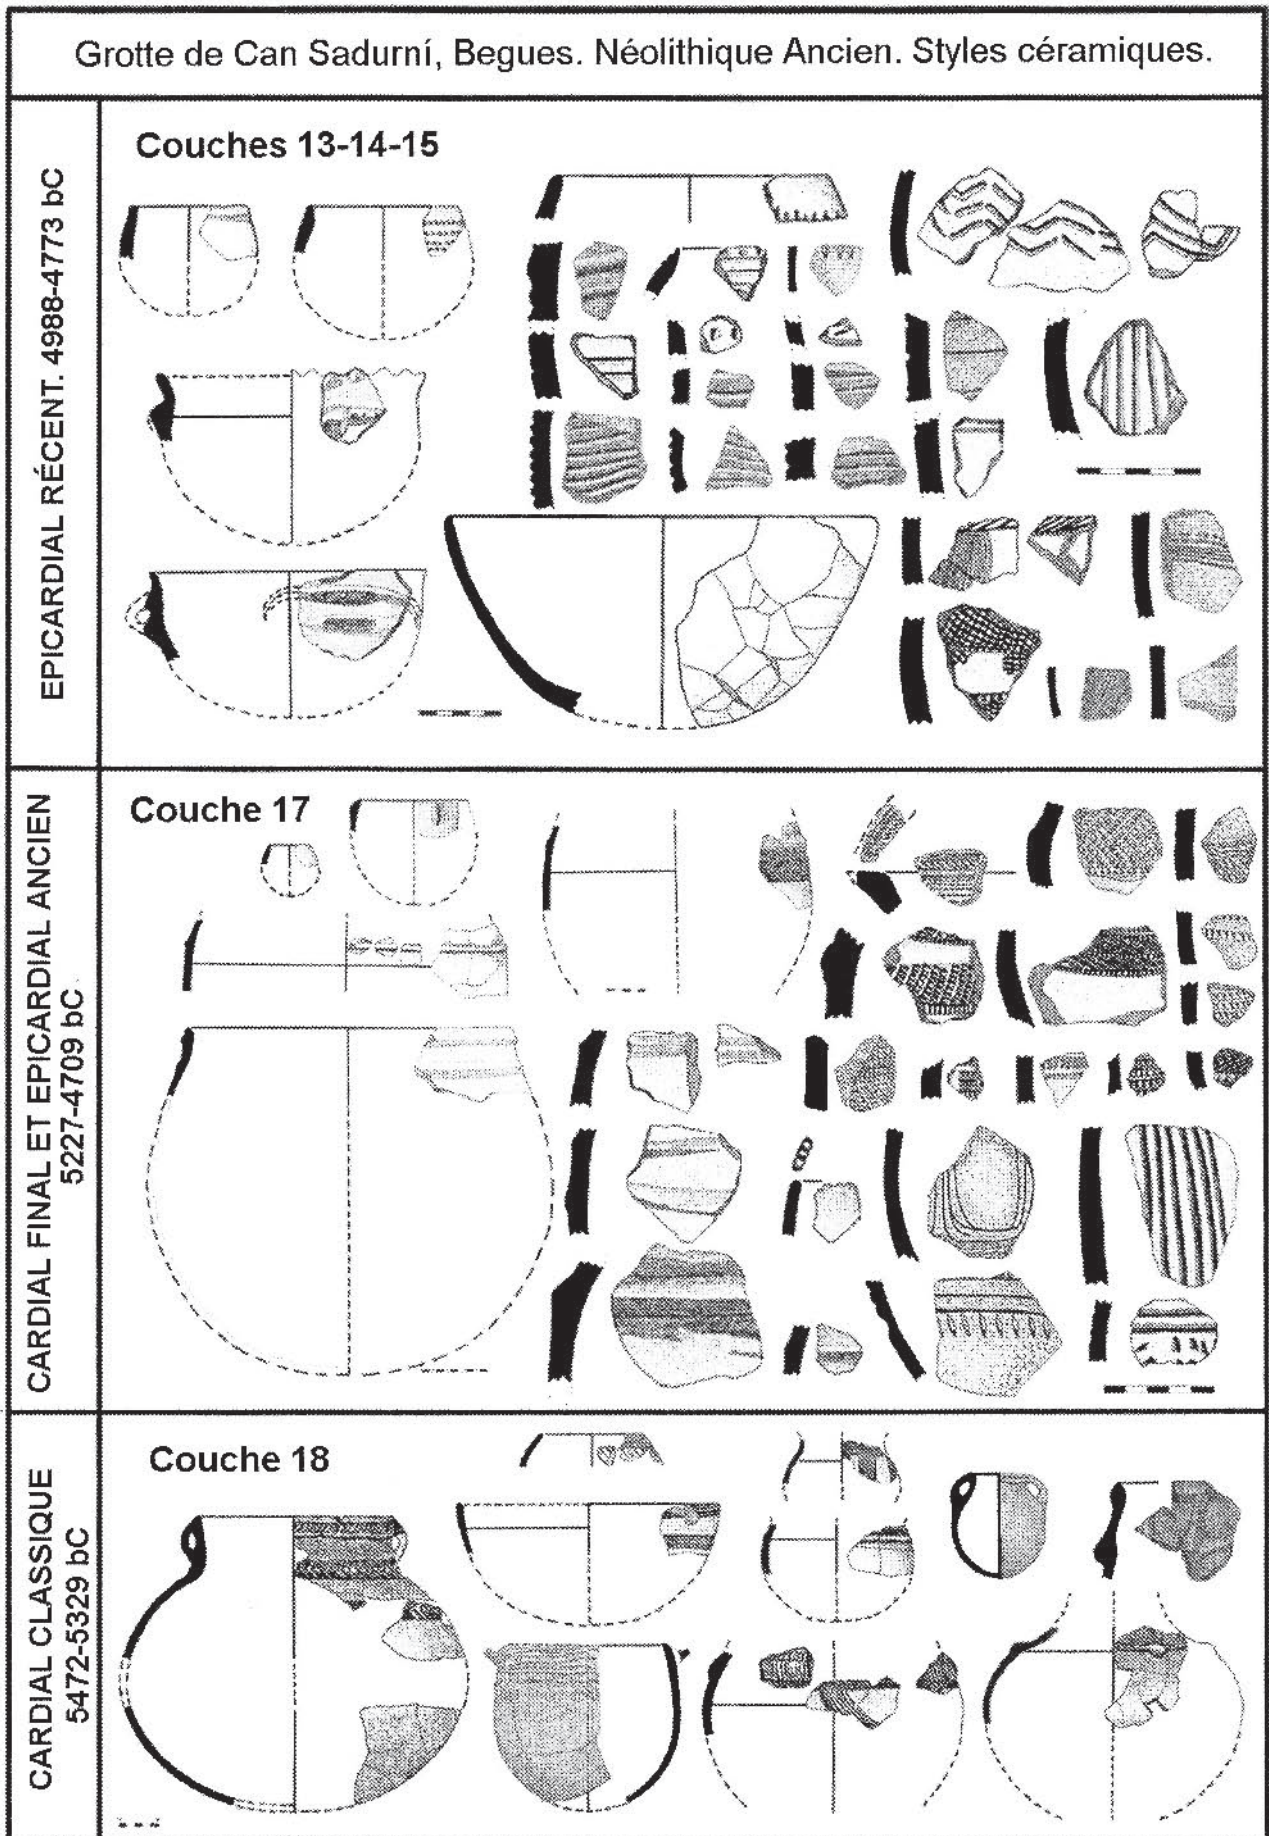 Grotte de Can Sadurní, Begues. Néolithique Ancien. Styles céramiques.
EPICARDIAL RÉCENT. 4988-4773 bC
Couches 13-14-15
CARDIAL FINAL ET EPICARDIAL ANCIEN
5227-4709 bC
Couche 17
CARDIAL CLASSIQUE
5472-5329 bC
Couche 18